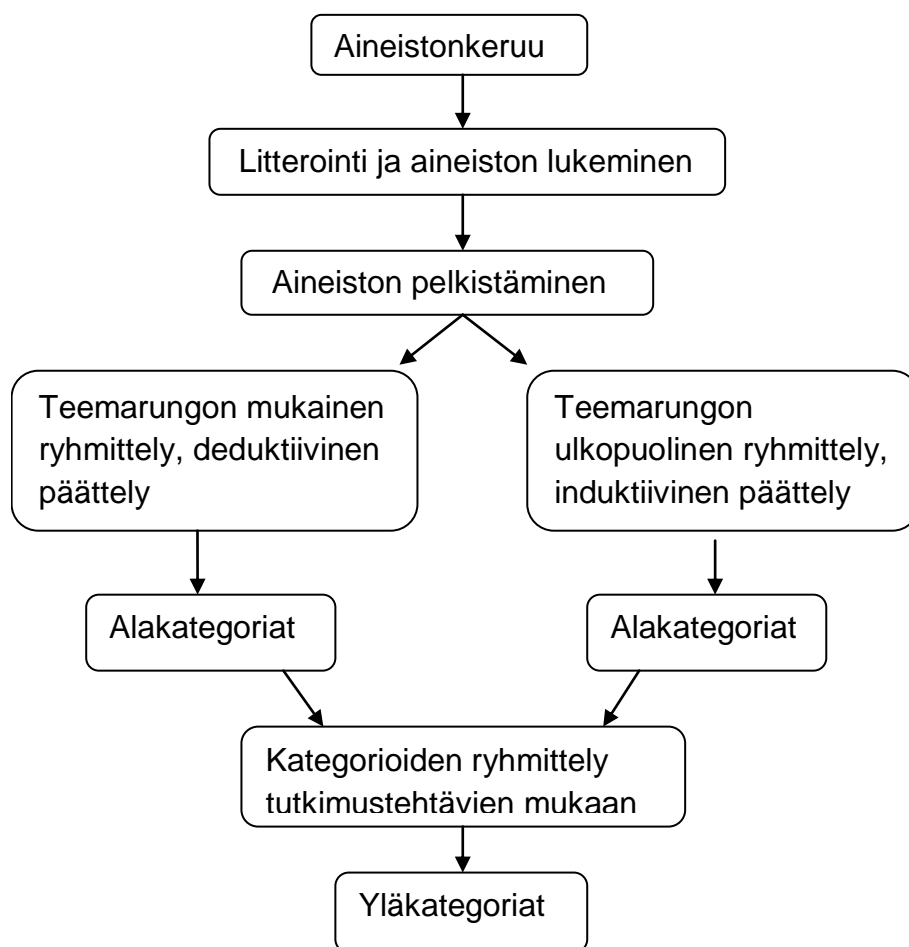 Aineistonkeruu
Litterointi ja aineiston lukeminen
Aineiston pelkistäminen
Teemarungon mukainen
ryhmittely, deduktiivinen
päättely
Teemarungon
ulkopuolinen ryhmittely,
induktiivinen päättely
Alakategoriat
Alakategoriat
Kategorioiden ryhmittely
tutkimustehtävien mukaan
Yläkategoriat